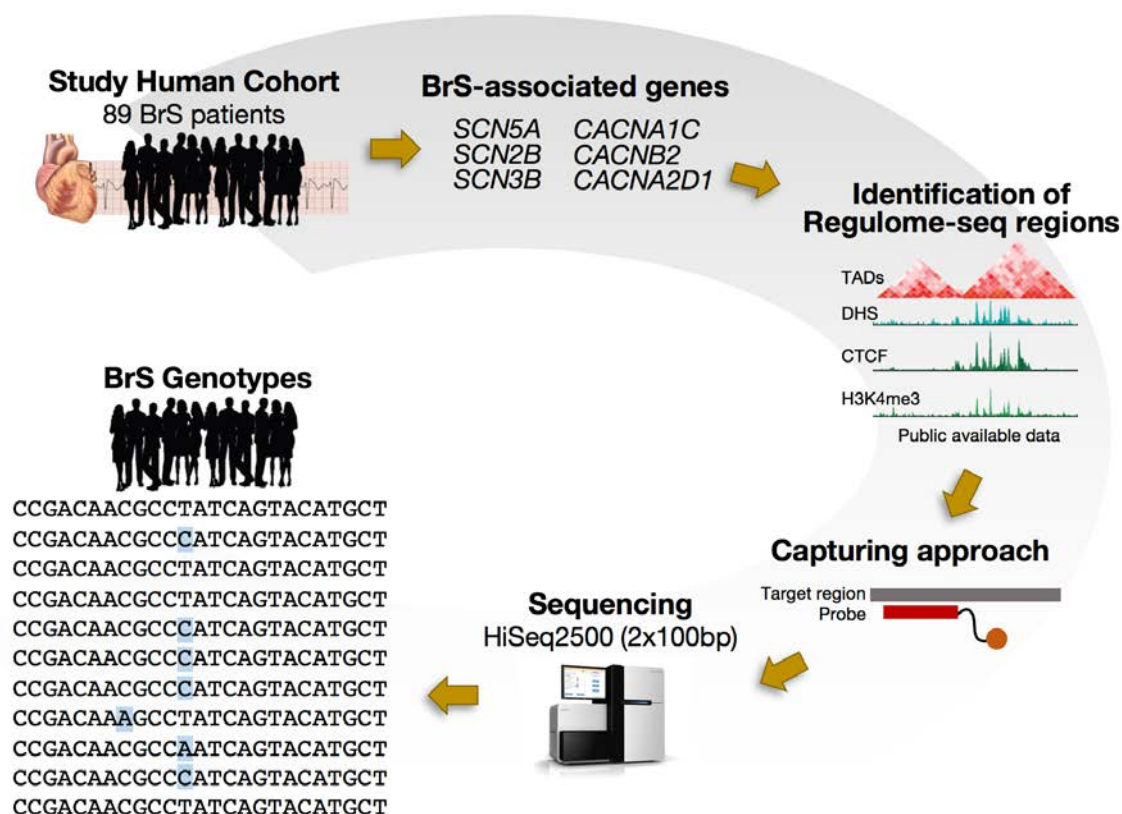 Study Human Cohort
89 BrS patients
BrS-associated genes
SCN5A CACNA1C
SCN2B CACNB2
SCN3B CACNA2D1
Identification of
Regulome-seq regions
TADs
DHS
CTCF
H3K4me3
Public available data
Capturing approach
Target region
Probe
Sequencing
HiSeq2500 (2x100bp)
BrS Genotypes
CCGACAACGCCTATCAGTACATGCT
CCGACAACGCCCATCAGTACATGCT
CCGACAACGCCTATCAGTACATGCT
CCGACAACGCCTATCAGTACATGCT
CCGACAACGCCCATCAGTACATGCT
CCGACAACGCCCATCAGTACATGCT
CCGACAACGCCCATCAGTACATGCT
CCGACAAAGCCTATCAGTACATGCT
CCGACAACGCCAATCAGTACATGCT
CCGACAACGCCCATCAGTACATGCT
CCGACAACGCCTATCAGTACATGCT